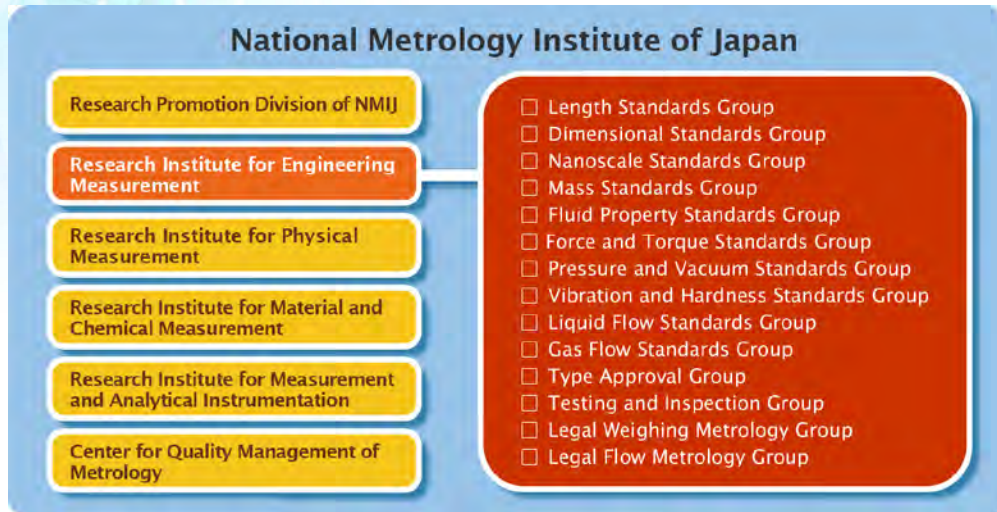 National Metrology Institute of Japan
Research Promotion Division of NMIJ
Research Institute for Engineering
Measurement
Research Institute for Physical
Measurement
Research Institute for Material and
Chemical Measurement
Research Institute for Measurement
and Analytical Instrumentation
Center for Quality Management of
Metrology
□ Length Standards Group
□ Dimensional Standards Group
□ Nanoscale Standards Group
□ Mass Standards Group
□ Fluid Property Standards Group
□ Force and Torque Standards Group
□ Pressure and Vacuum Standards Group
□ Vibration and Hardness Standards Group
□ Liquid Flow Standards Group
□ Gas Flow Standards Group
□ Type Approval Group
□ Testing and Inspection Group
□ Legal Weighing Metrology Group
□ Legal Flow Metrology Group